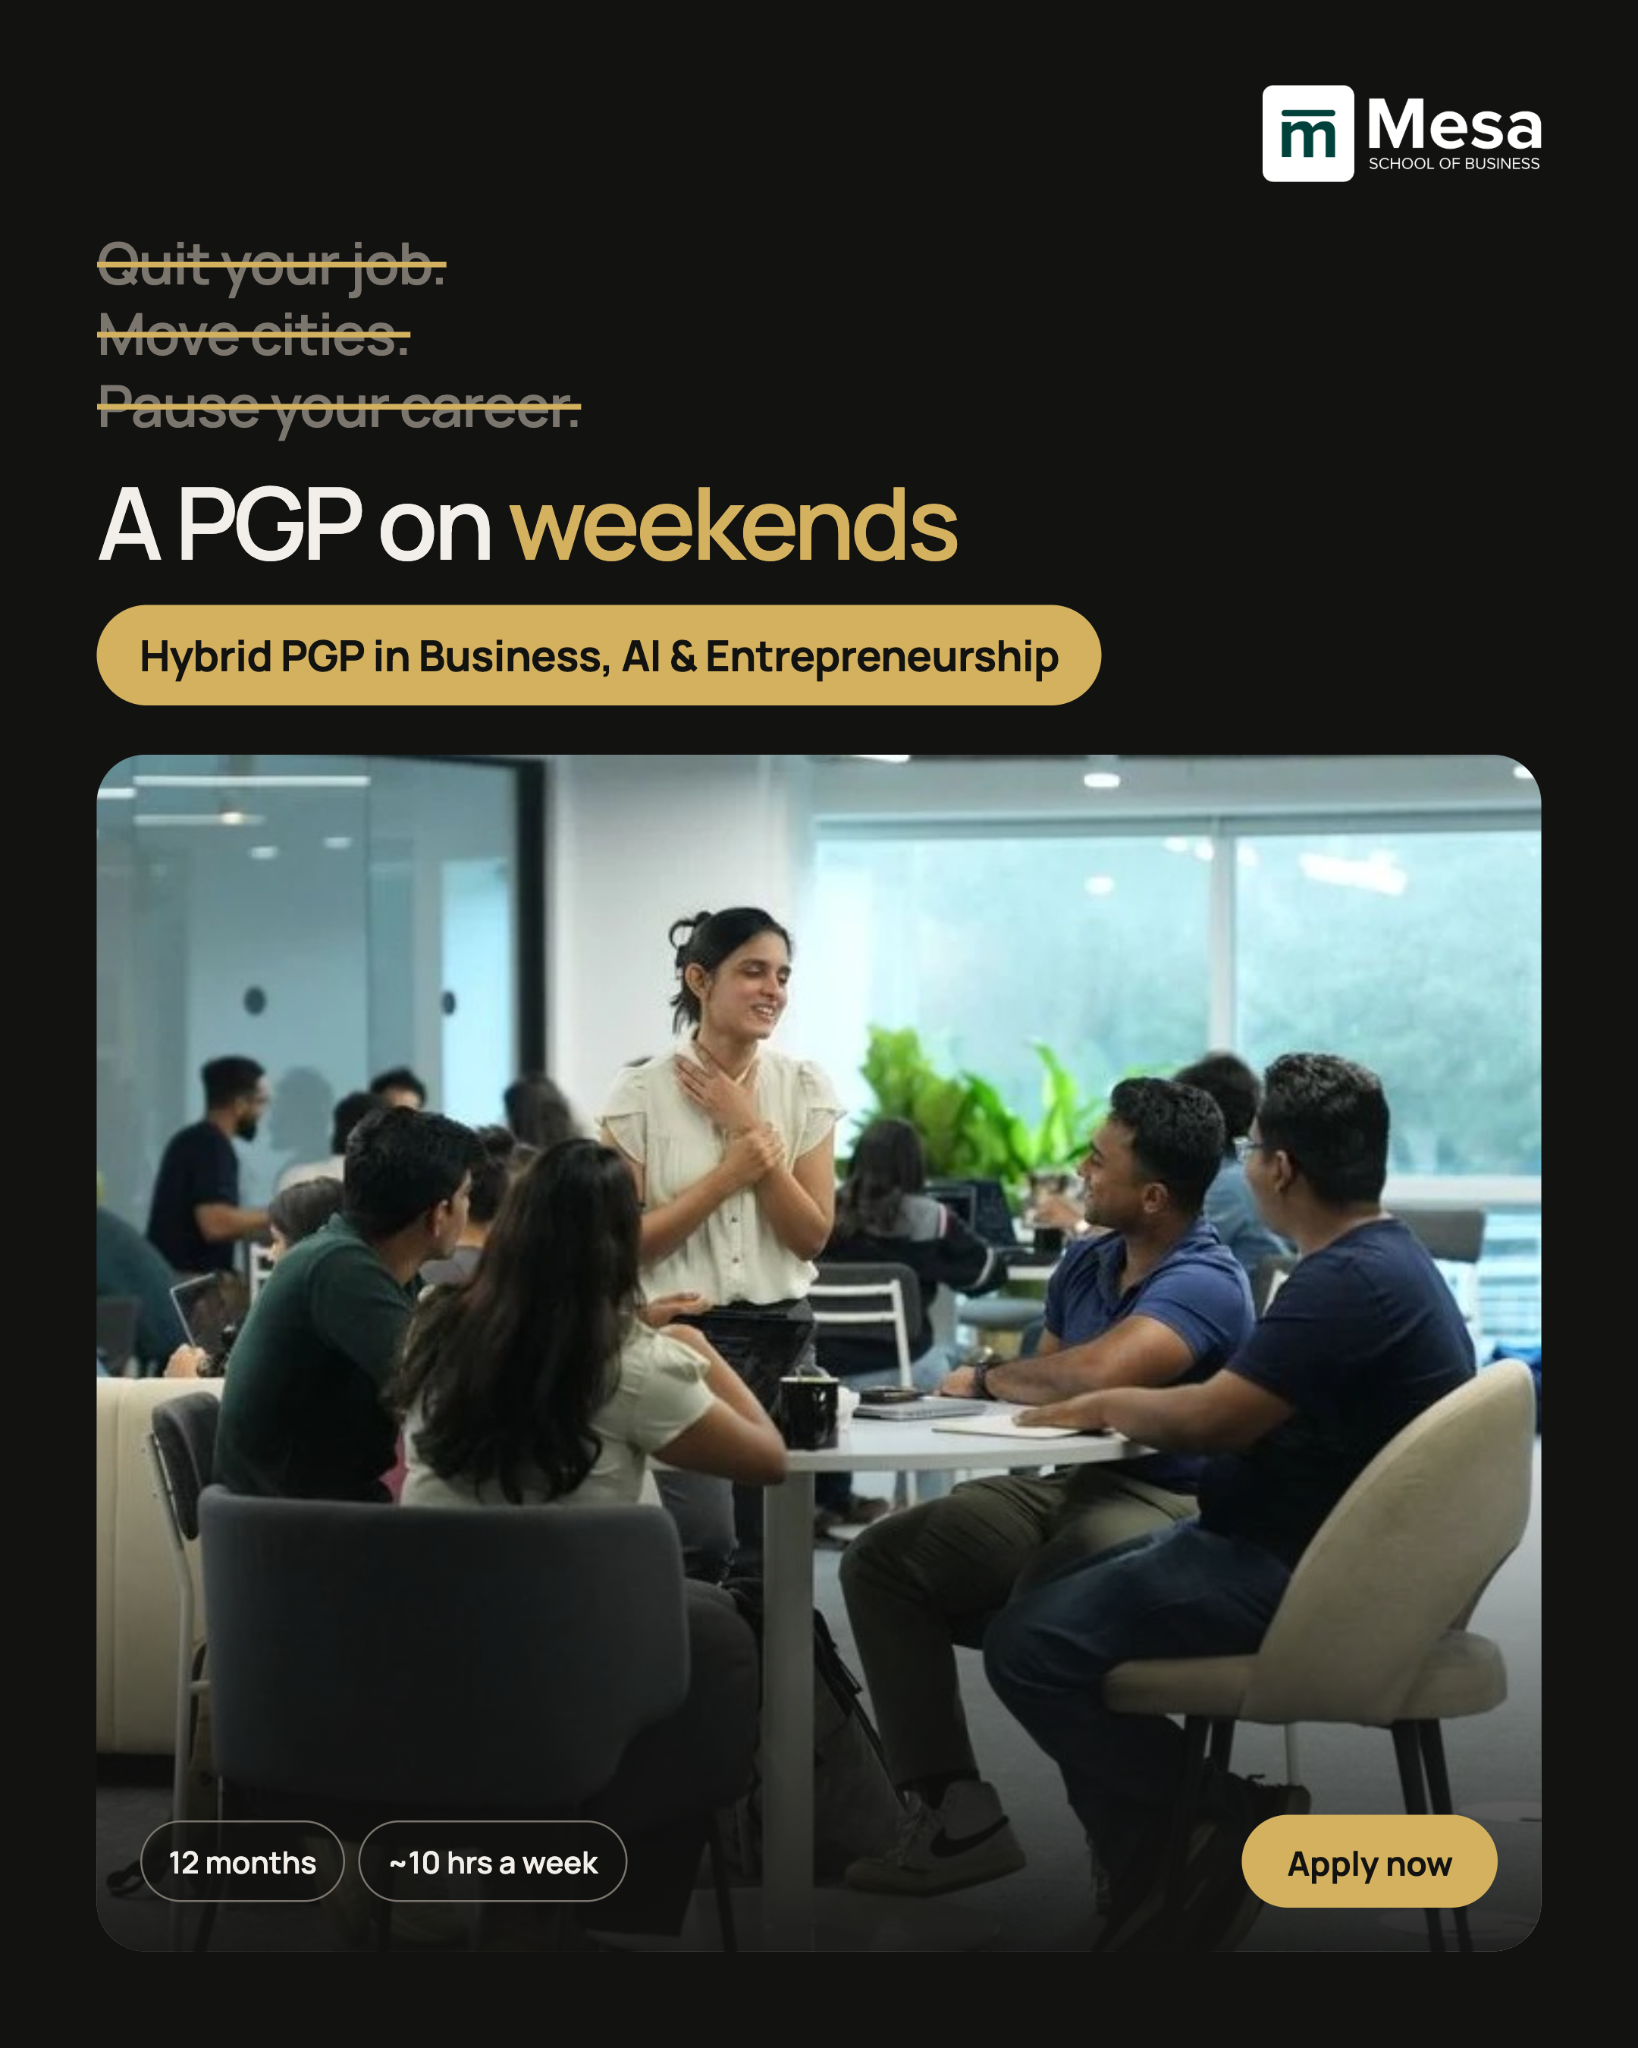 m
Mesa
SCHOOL OF BUSINESS
Quit your job.
Move cities.
Pause your career.
A PGP on weekends
Hybrid PGP in Business, AI & Entrepreneurship
12 months
~10 hrs a week
Apply now